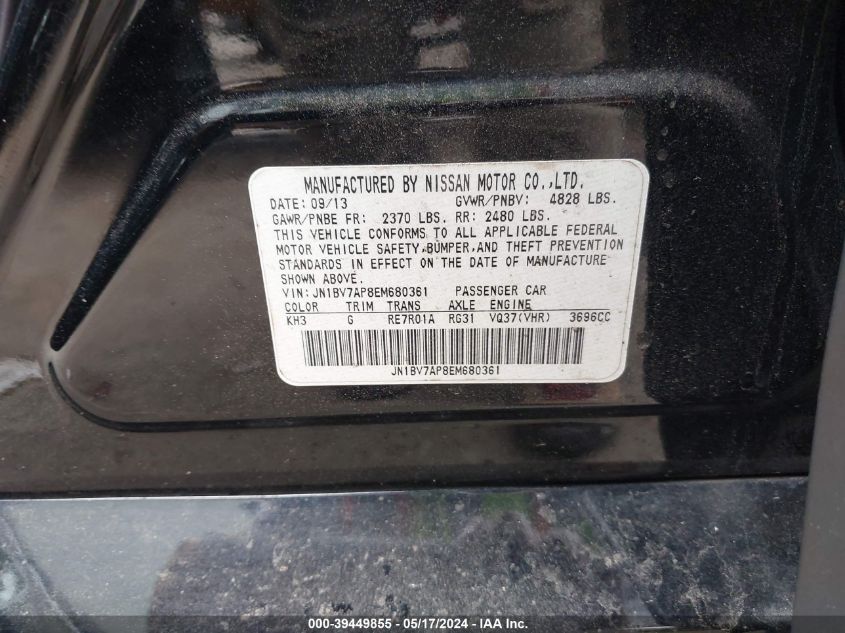 MANUFACTURED BY NISSAN MOTOR CO.,LTD.
DATE: 09/13 GVWR/PNBV: 4828 LBS.
GAWR/PNBE FR: 2370 LBS. RR: 2480 LBS.
THIS VEHICLE CONFORMS TO ALL APPLICABLE FEDERAL
MOTOR VEHICLE SAFETY,BUMPER,AND THEFT PREVENTION
STANDARDS IN EFFECT ON THE DATE OF MANUFACTURE
SHOWN ABOVE.
VIN: JN1BV7AP8EM680361 PASSENGER CAR
COLOR TRIM TRANS AXLE ENGINE
KH3 G RE7R01A RG31 VQ37(VHR) 3696CC
JN1BV7AP8EM680361
000-39449855 - 05/17/2024 - IAA Inc.